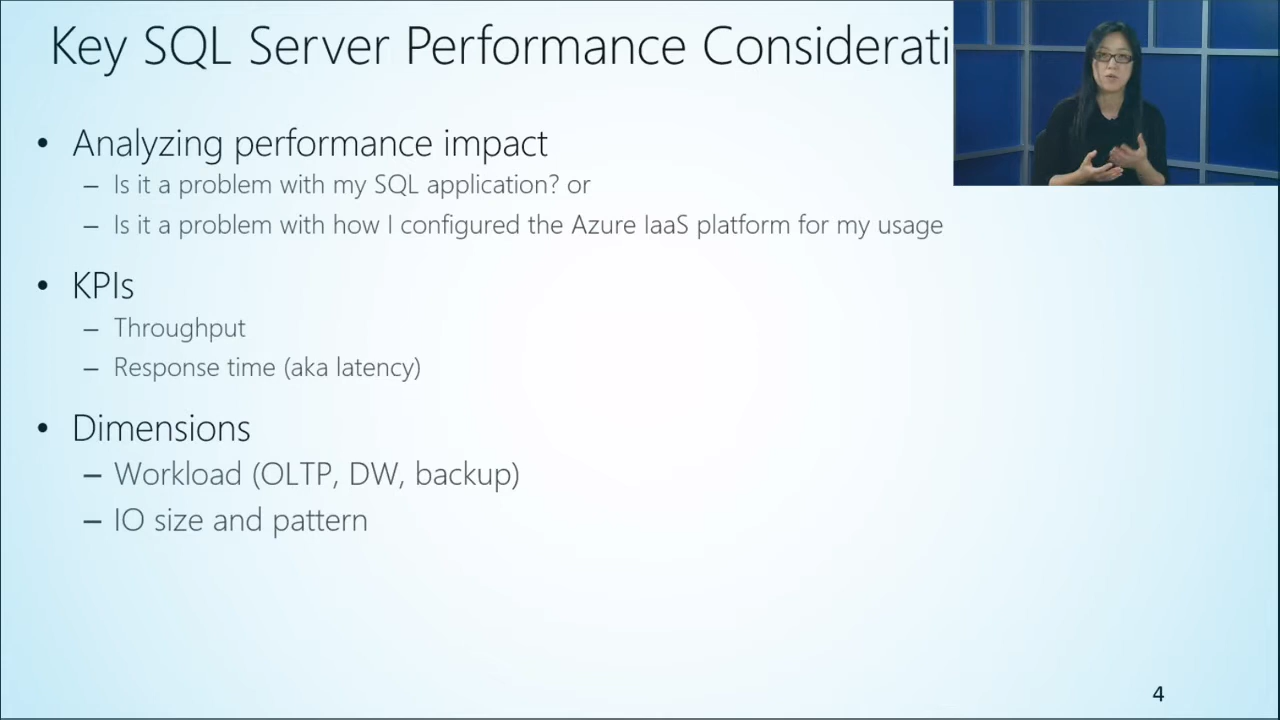 Key SQL Server Performance Considerati
• Analyzing performance impact
– Is it a problem with my SQL application? or
– Is it a problem with how I configured the Azure IaaS platform for my usage
• KPIs
– Throughput
– Response time (aka latency)
• Dimensions
– Workload (OLTP, DW, backup)
– IO size and pattern
4